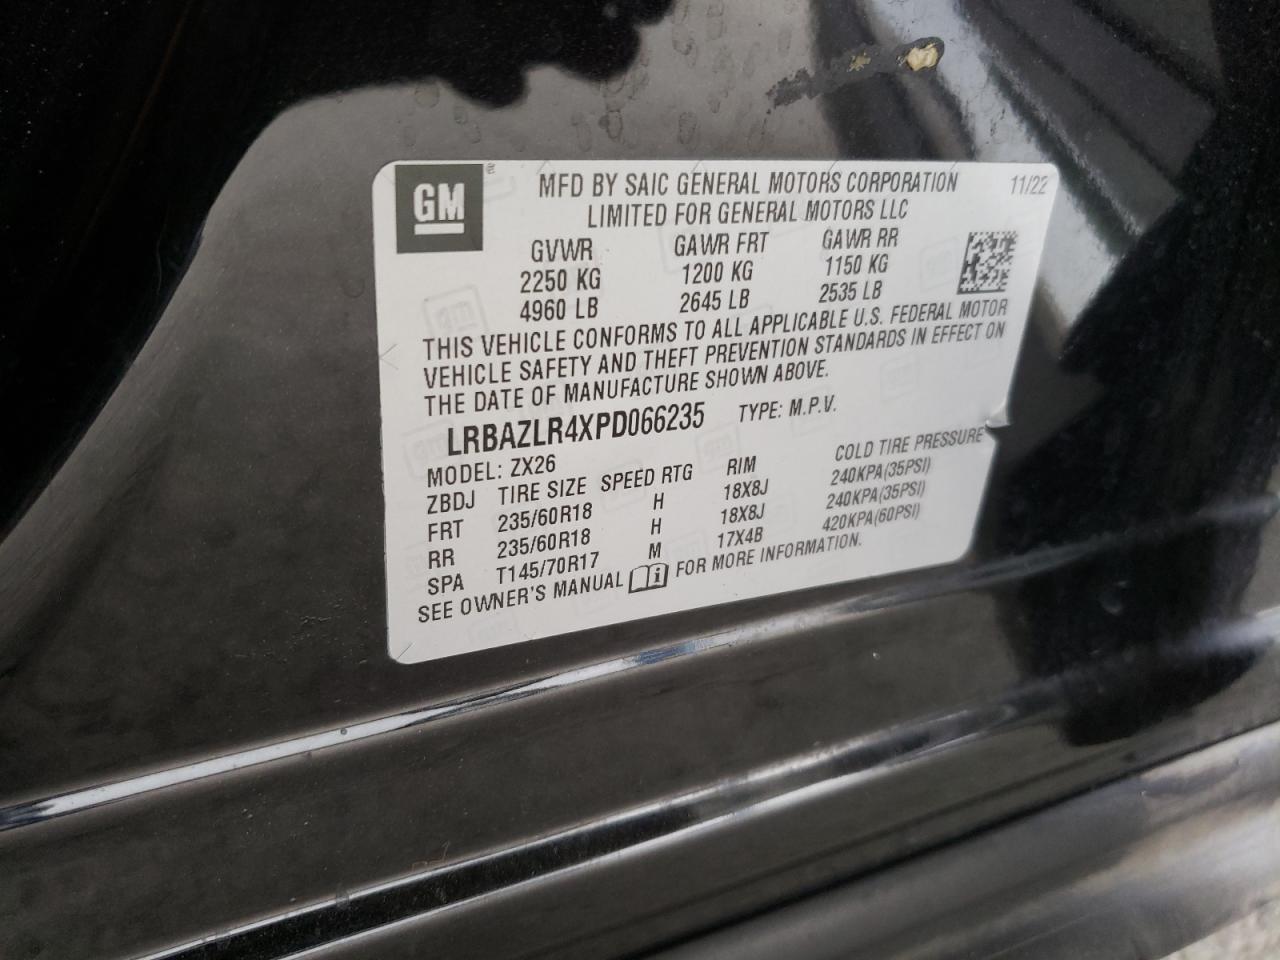 GM ®
MFD BY SAIC GENERAL MOTORS CORPORATION 11/22
LIMITED FOR GENERAL MOTORS LLC
GVWR GAWR FRT GAWR RR
2250 KG 1200 KG 1150 KG
4960 LB 2645 LB 2535 LB
THIS VEHICLE CONFORMS TO ALL APPLICABLE U.S. FEDERAL MOTOR
VEHICLE SAFETY AND THEFT PREVENTION STANDARDS IN EFFECT ON
THE DATE OF MANUFACTURE SHOWN ABOVE.
LRBAZLR4XPD066235 TYPE: M.P.V.
MODEL: ZX26
ZBDJ TIRE SIZE SPEED RTG RIM COLD TIRE PRESSURE
FRT 235/60R18 H 18X8J 240KPA(35PSI)
RR 235/60R18 H 18X8J 240KPA(35PSI)
SPA T145/70R17 M 17X4B 420KPA(60PSI)
SEE OWNER'S MANUAL FOR MORE INFORMATION.